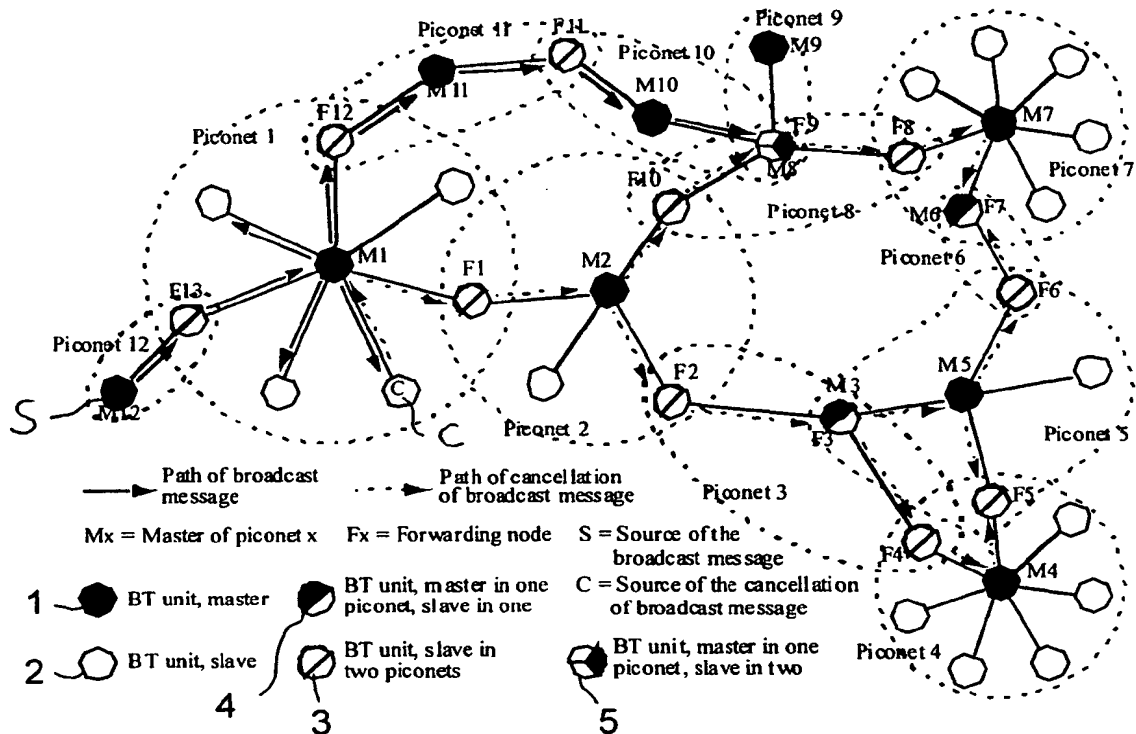 Piconet 11
F11
Piconet 9
M9
Piconet 10
M10
M11
F12
Piconet 1
M7
F8
F9
M8
Piconet 7
F10
Piconet 8
M6
F7
Piconet 6
M1
F1
M2
F6
F13
Piconet 12
M12
S
C
C
F2
Piconet 2
M3
F3
M5
Piconet 5
Piconet 3
F5
F4
M4
Piconet 4
Path of broadcast
message
Path of cancellation
of broadcast message
Mx = Master of piconet x
Fx = Forwarding node
S = Source of the
broadcast message
1
BT unit, master
BT unit, master in one
piconet, slave in one
C = Source of the cancellation
of broadcast message
2
BT unit, slave
BT unit, slave in
two piconets
BT unit, master in one
piconet, slave in two
4
3
5